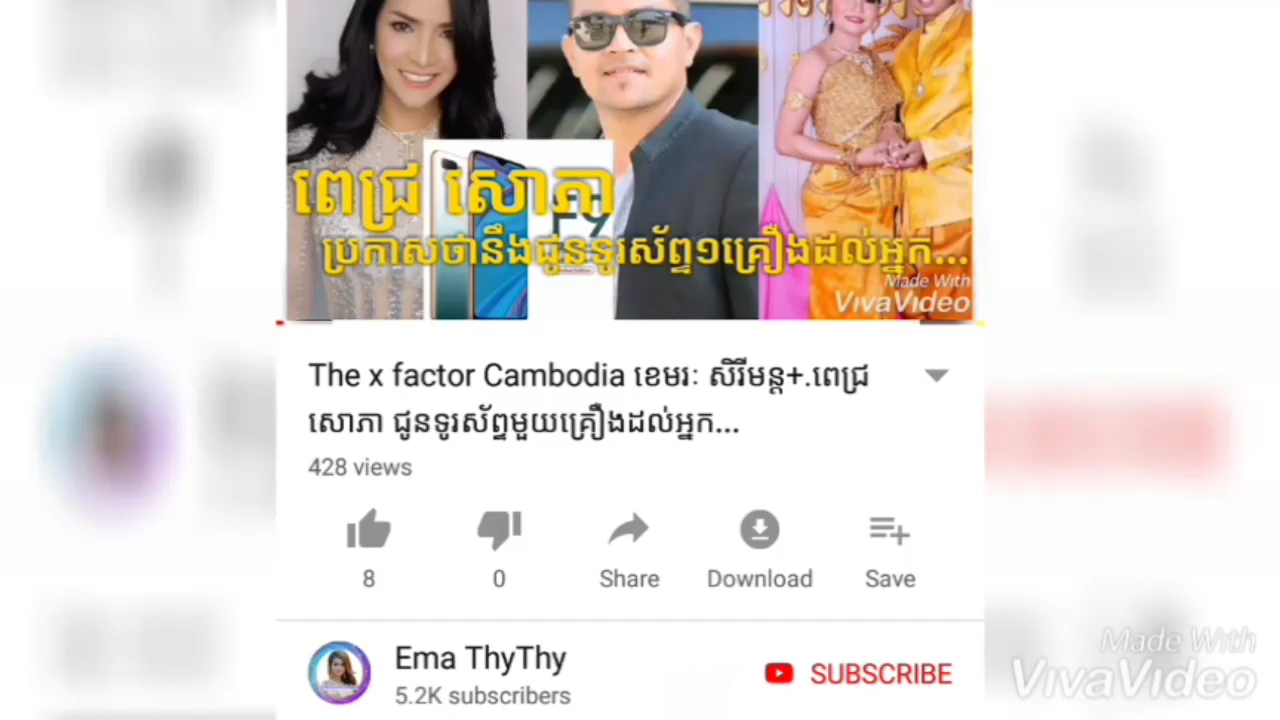 ពេជ្រ សោភា
F9
ប្រកាសថានឹងជូនទូរស័ព្ទ១គ្រឿងដល់អ្នក...
Made With
VivaVideo
The x factor Cambodia ខេមរៈ សិរីមន្ត+.ពេជ្រ
សោភា ជូនទូរស័ព្ទមួយគ្រឿងដល់អ្នក...
428 views
8
0
Share
Download
Save
Ema ThyThy
5.2K subscribers
SUBSCRIBE
Made With
VivaVideo